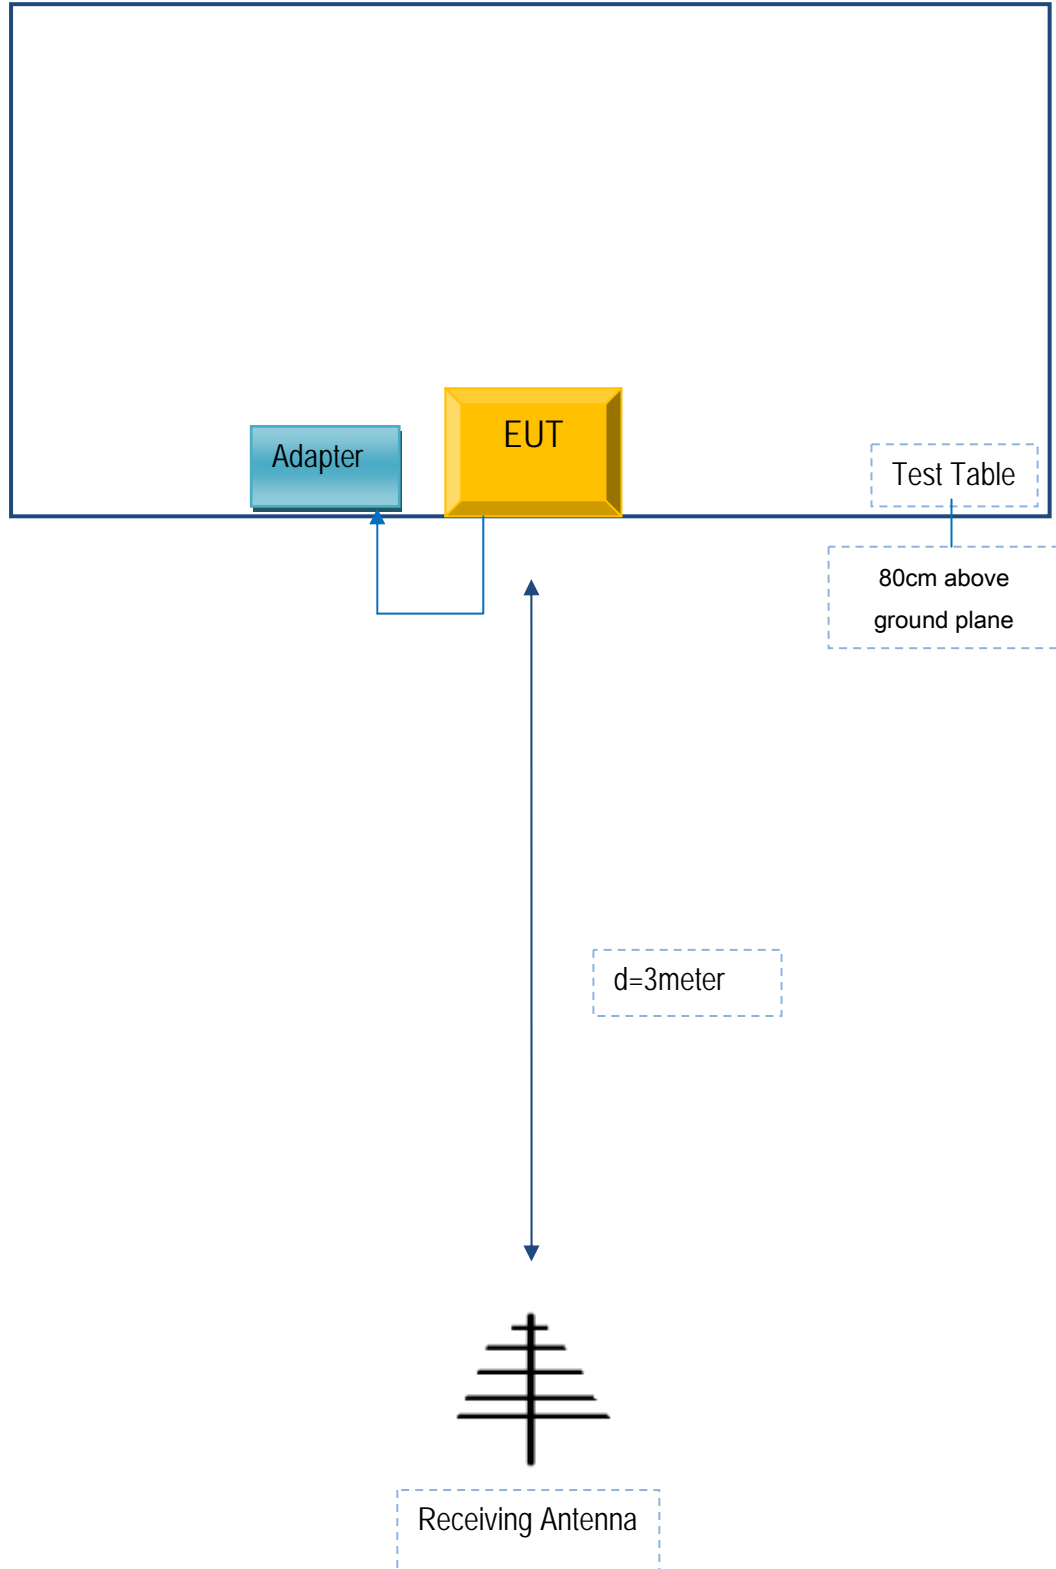 EUT
Adapter
Test Table
80cm above
ground plane
d=3meter
Receiving Antenna